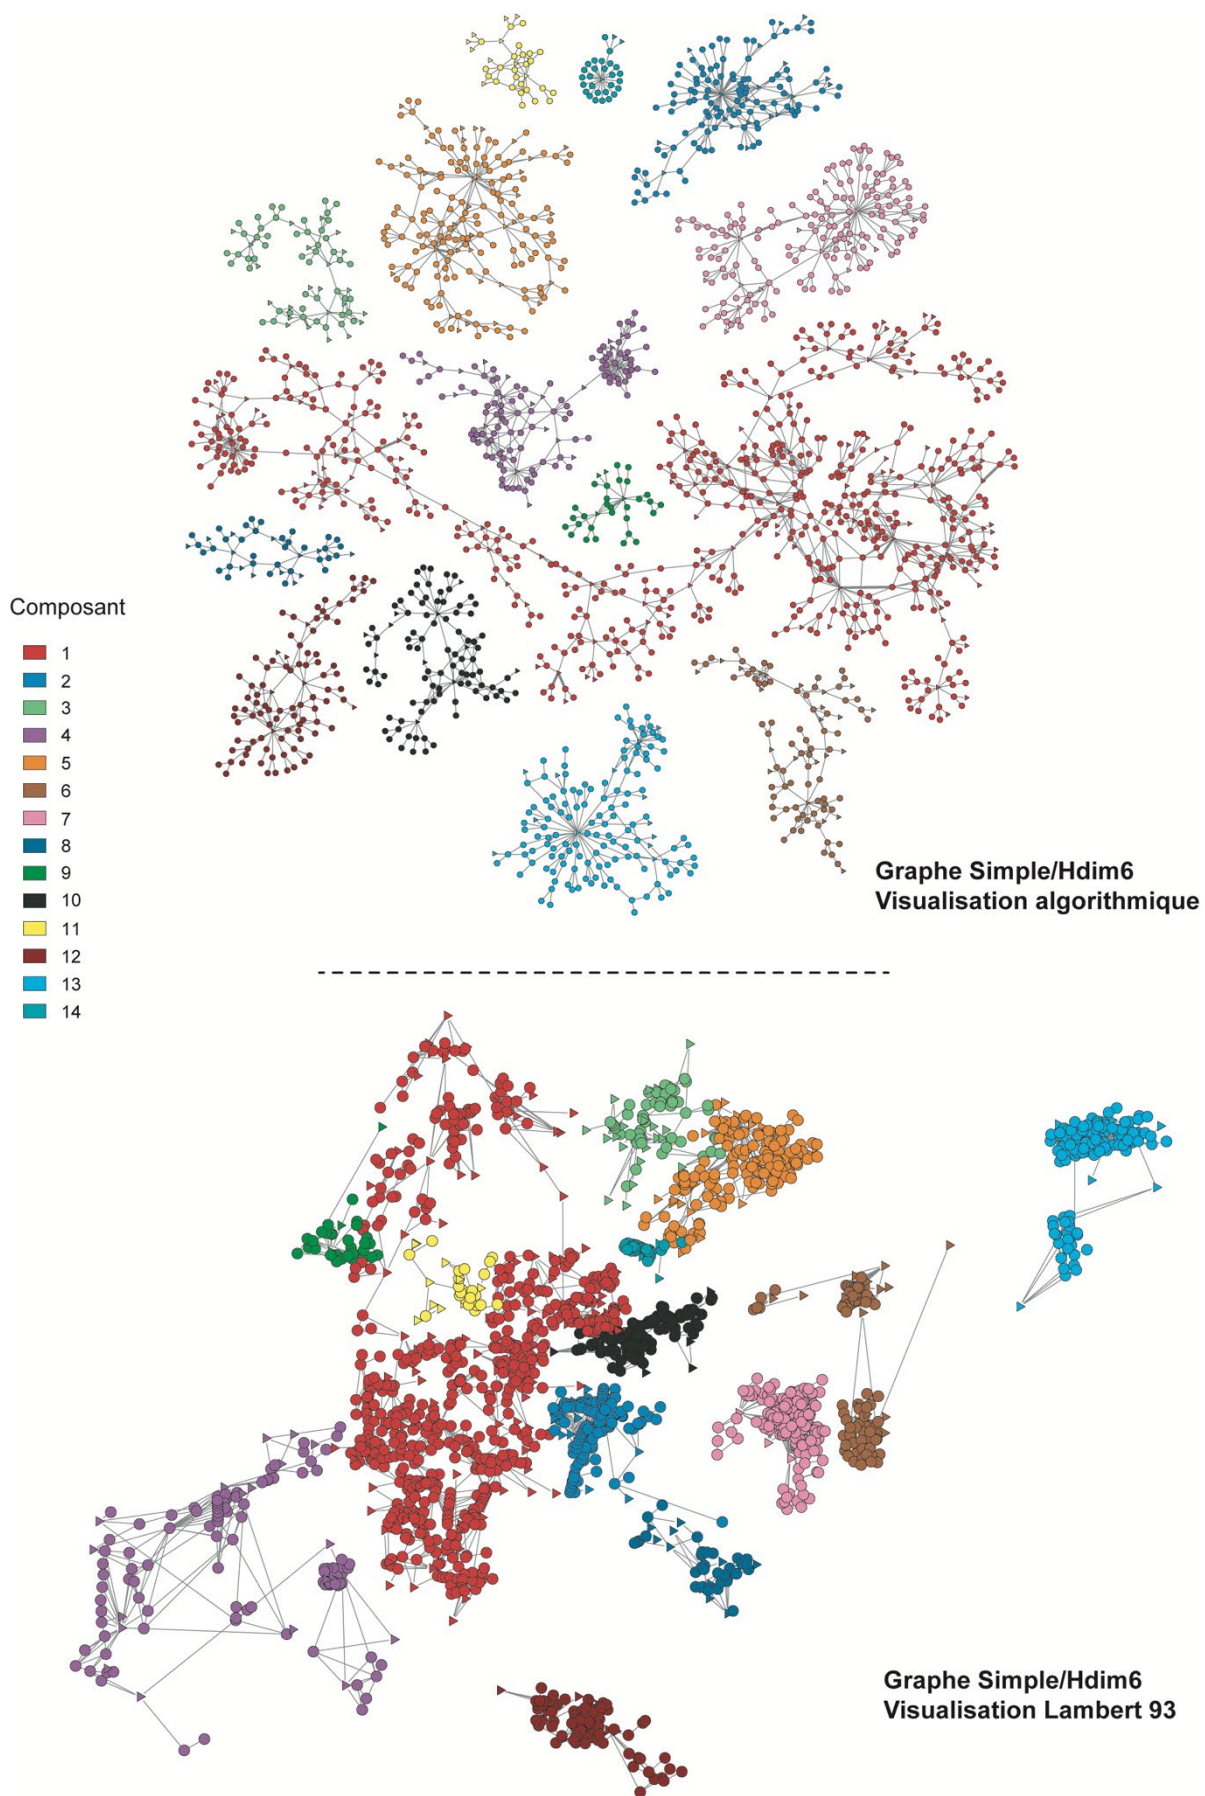 Composant
1
2
3
4
5
6
7
8
9
10
11
12
13
14
Graphe Simple/Hdim6
Visualisation algorithmique
Graphe Simple/Hdim6
Visualisation Lambert 93